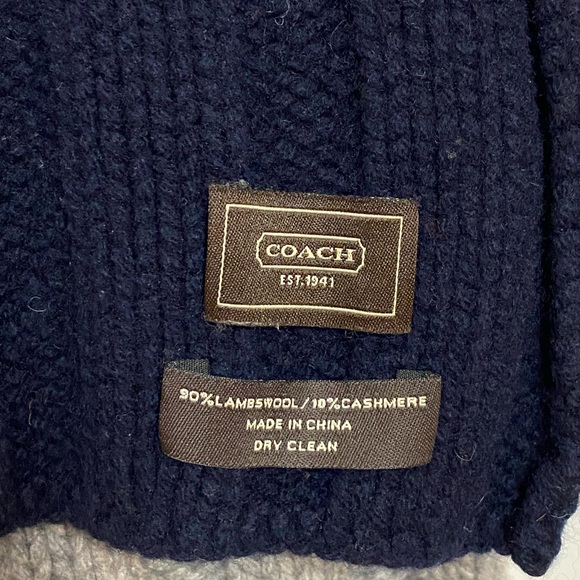 COACH
EST.1941
90%LAMBSWOOL/10%CASHMERE
MADE IN CHINA
DRY CLEAN